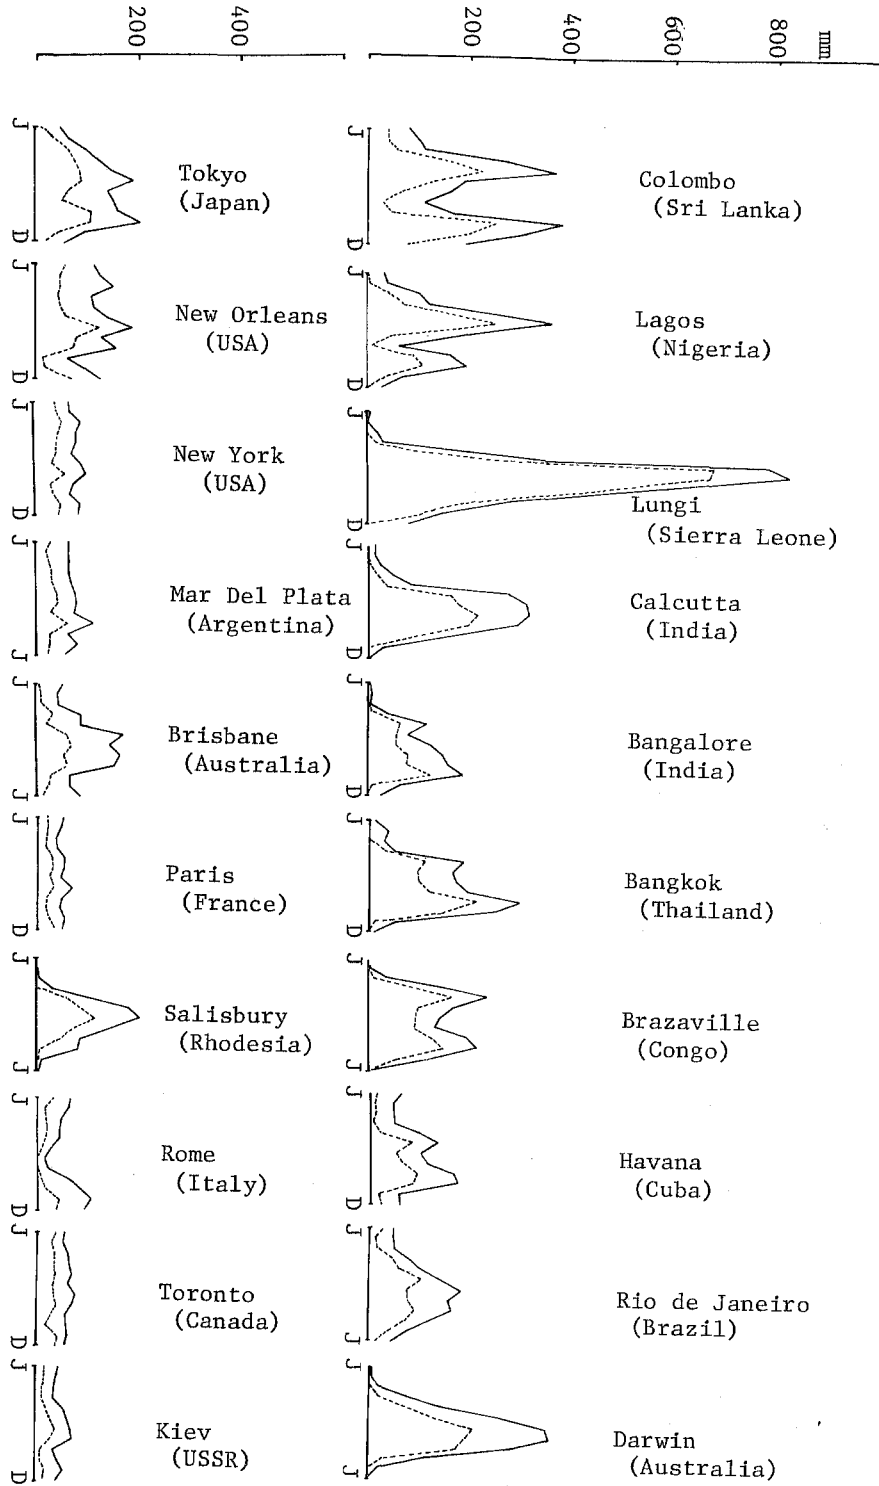 200
400
200
400
600
800
mm
J
D
Tokyo
(Japan)
J
D
Colombo
(Sri Lanka)
J
D
New Orleans
(USA)
J
D
Lagos
(Nigeria)
J
D
New York
(USA)
J
D
Lungi
(Sierra Leone)
J
J
Mar Del Plata
(Argentina)
J
D
Calcutta
(India)
J
J
Brisbane
(Australia)
J
D
Bangalore
(India)
J
D
Paris
(France)
J
D
Bangkok
(Thailand)
J
J
Salisbury
(Rhodesia)
J
J
Brazaville
(Congo)
J
D
Rome
(Italy)
J
D
Havana
(Cuba)
J
D
Toronto
(Canada)
J
J
Rio de Janeiro
(Brazil)
J
D
Kiev
(USSR)
J
J
Darwin
(Australia)